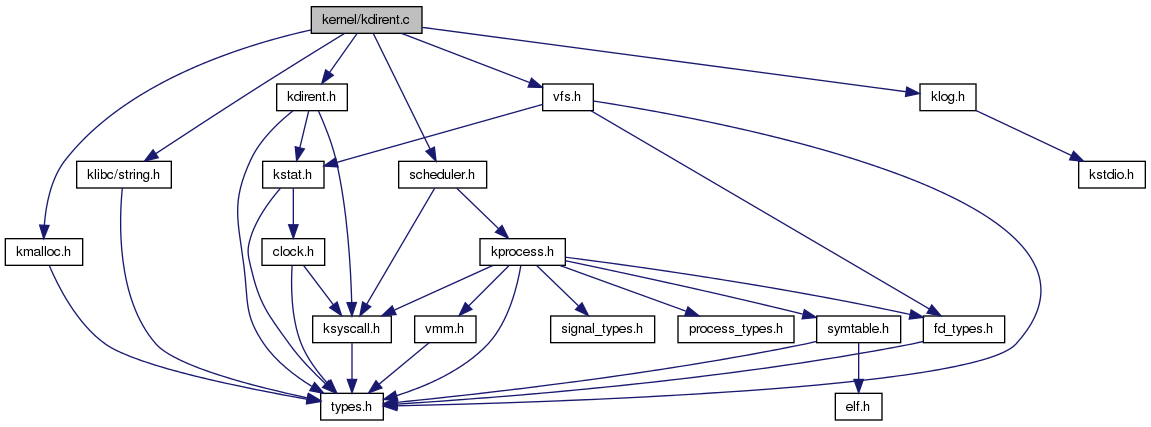 kernel/kdirent.c
kdirent.h
vfs.h
klog.h
klibc/string.h
kstat.h
scheduler.h
kstdio.h
kmalloc.h
clock.h
kprocess.h
ksyscall.h
vmm.h
signal_types.h
process_types.h
symtable.h
fd_types.h
types.h
elf.h